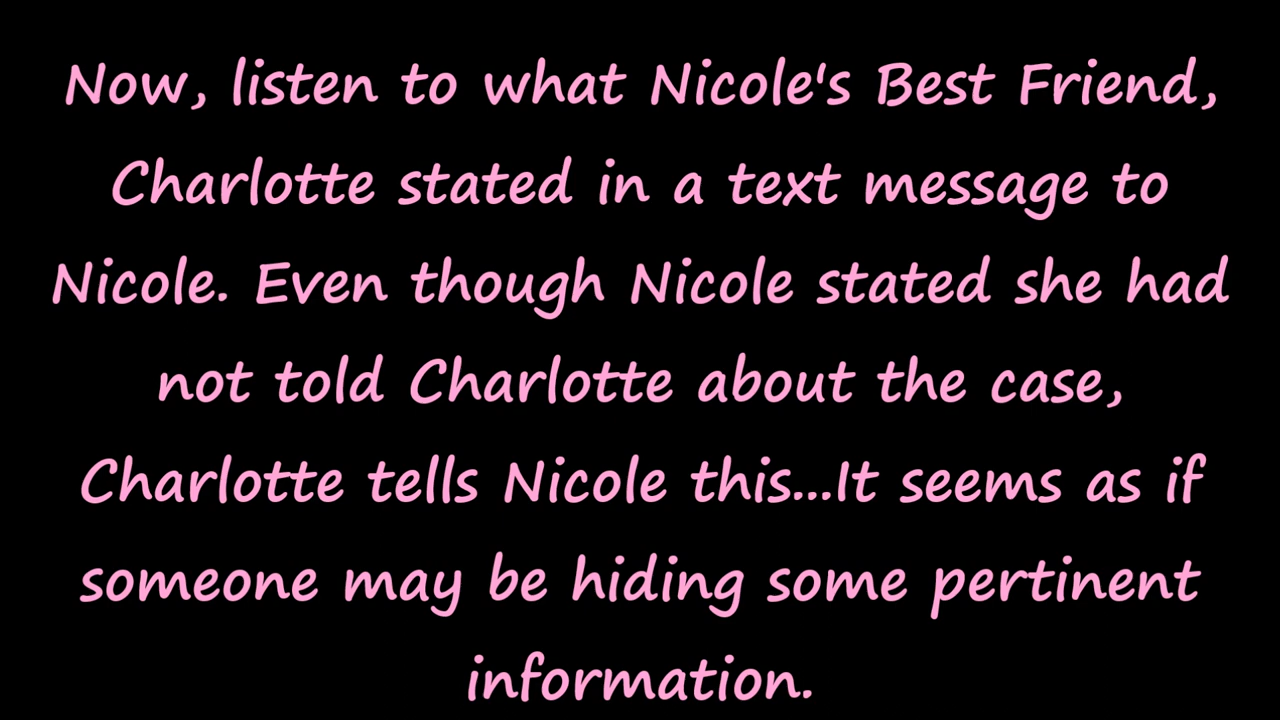 Now, listen to what Nicole's Best Friend,
Charlotte stated in a text message to
Nicole. Even though Nicole stated she had
not told Charlotte about the case,
Charlotte tells Nicole this...It seems as if
someone may be hiding some pertinent
information.